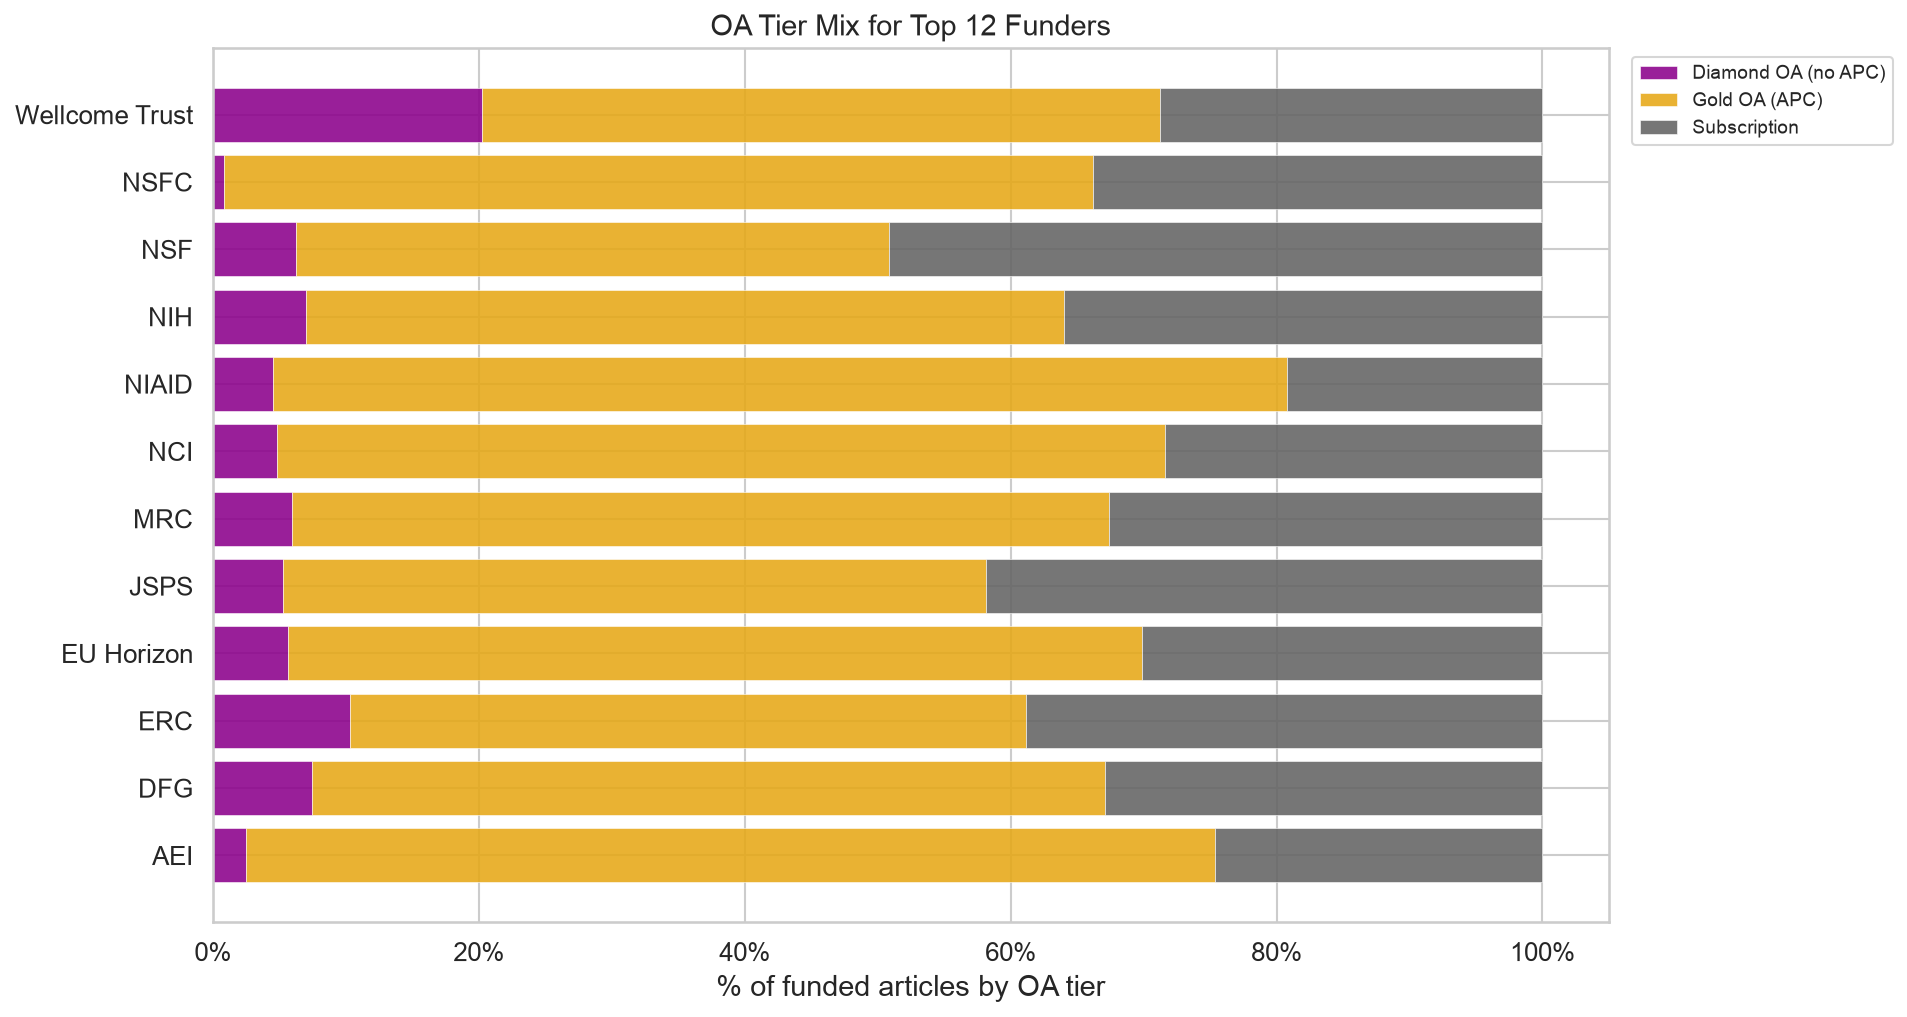 OA Tier Mix for Top 12 Funders
Diamond OA (no APC)
Gold OA (APC)
Subscription
Wellcome Trust
NSFC
NSF
NIH
NIAID
NCI
MRC
JSPS
EU Horizon
ERC
DFG
AEI
0% 20% 40% 60% 80% 100%
% of funded articles by OA tier